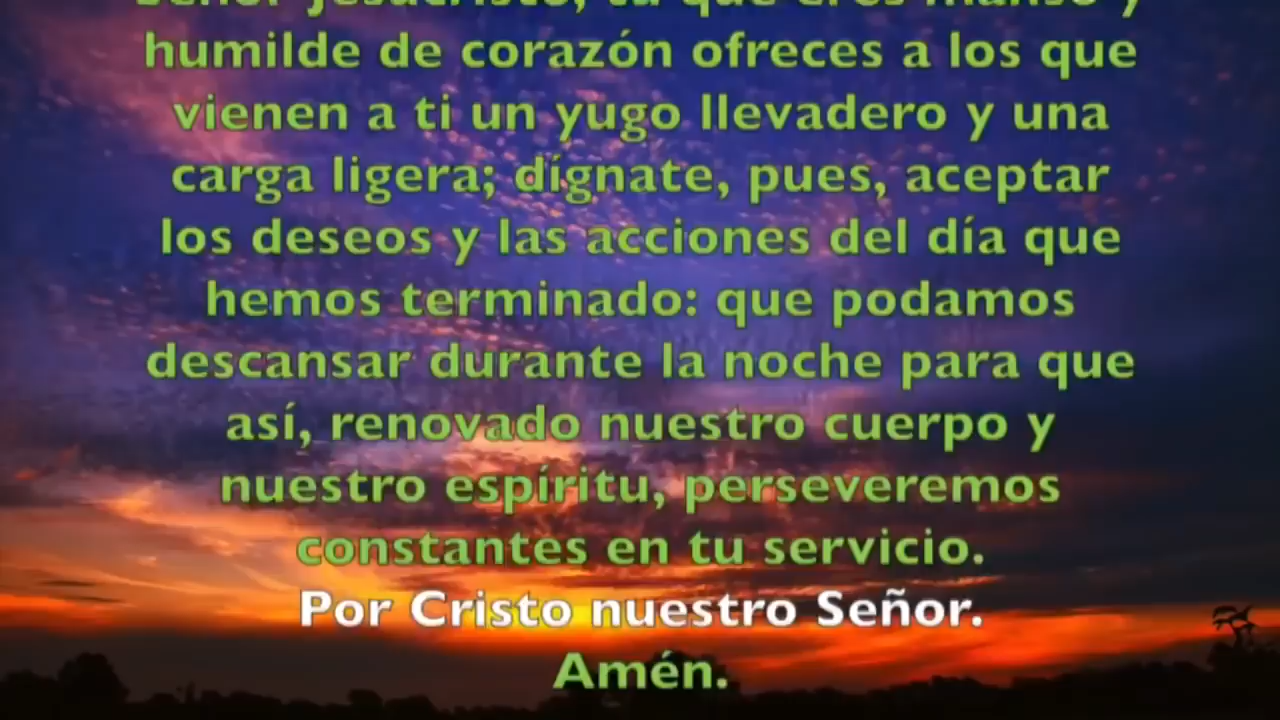 Señor Jesucristo, tú que eres manso y
humilde de corazón ofreces a los que
vienen a ti un yugo llevadero y una
carga ligera; dígnate, pues, aceptar
los deseos y las acciones del día que
hemos terminado: que podamos
descansar durante la noche para que
así, renovado nuestro cuerpo y
nuestro espíritu, perseveremos
constantes en tu servicio.
Por Cristo nuestro Señor.
Amén.